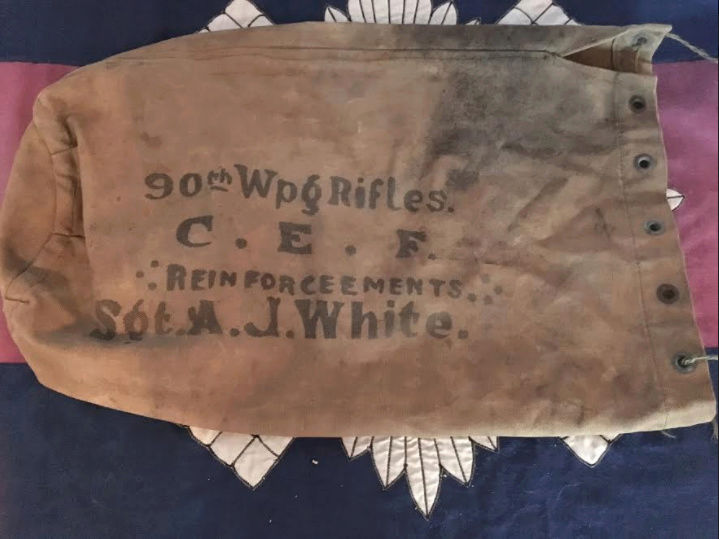 90th Wpg Rifles.
C. E. F.
REINFORCEEMENTS.
Sgt. A. J. White.